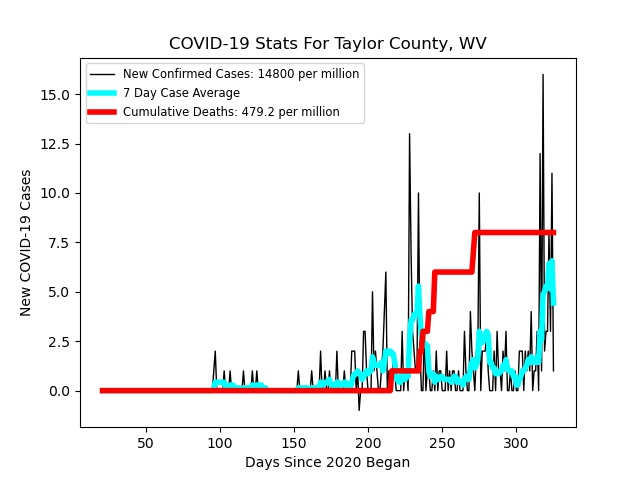 COVID-19 Stats For Taylor County, WV
New Confirmed Cases: 14800 per million
7 Day Case Average
Cumulative Deaths: 479.2 per million
New COVID-19 Cases
15.0
12.5
10.0
7.5
5.0
2.5
0.0
50 100 150 200 250 300
Days Since 2020 Began